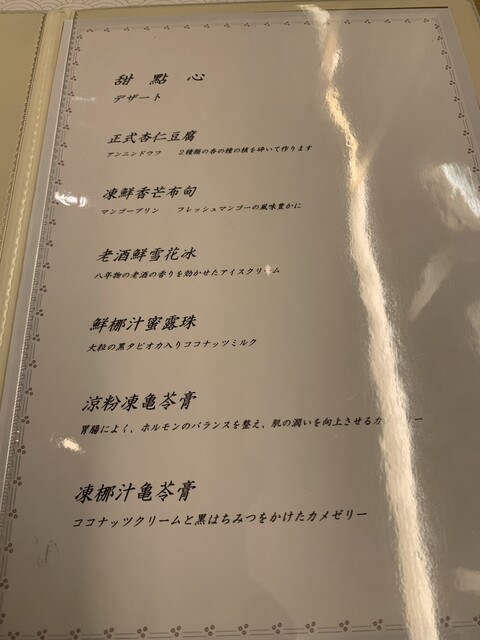 甜 點 心
デザート
正式杏仁豆腐
アンニンドウフ 2種類の杏の種の核を砕いて作ります
凍鮮香芒布甸
マンゴープリン フレッシュマンゴーの風味豊かに
老酒鮮雪花冰
八年物の老酒の香りを効かせたアイスクリーム
鮮梛汁蜜露珠
大粒の黒タピオカ入りココナッツミルク
涼粉凍亀苓膏
胃腸によく、ホルモンのバランスを整え、肌の潤いを向上させるカ リー
凍梛汁亀苓膏
ココナッツクリームと黒はちみつをかけたカメゼリー